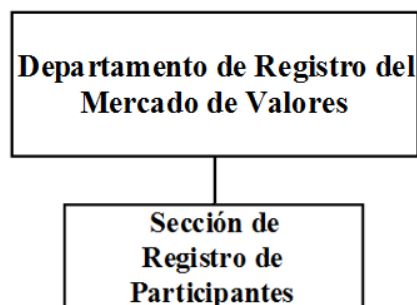 Departamento de Registro del
Mercado de Valores
Sección de
Registro de
Participantes